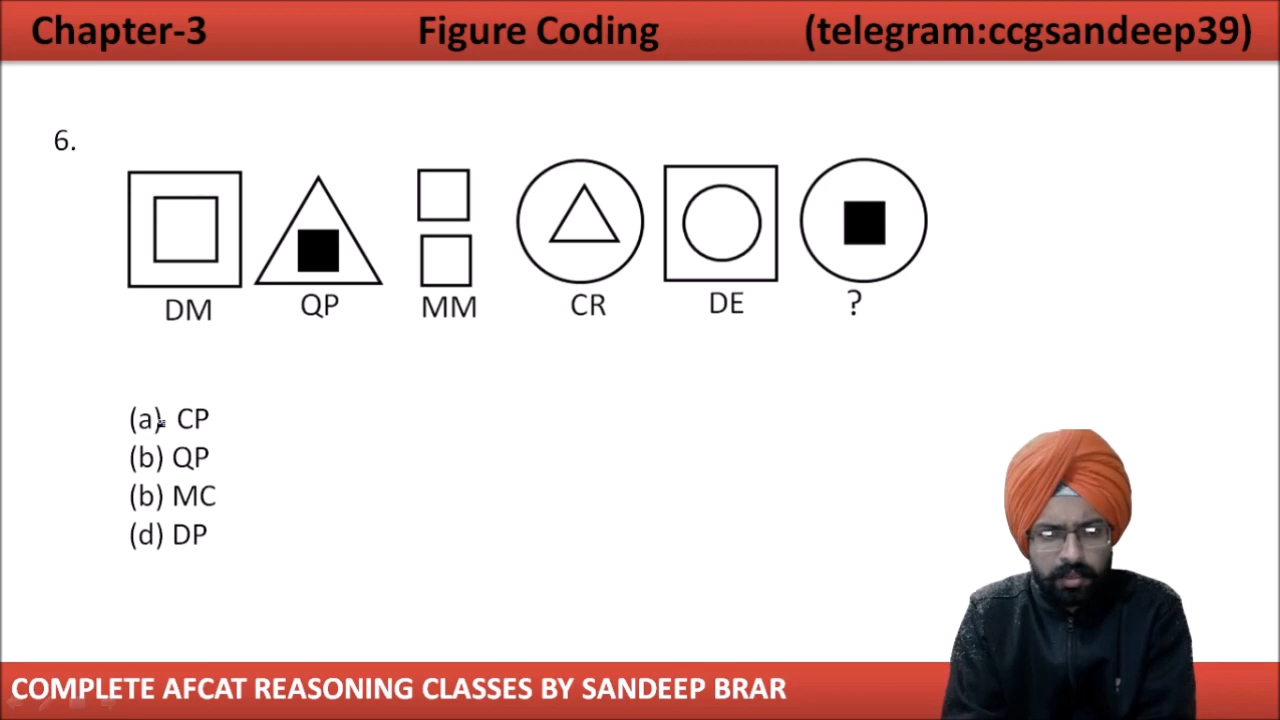 Chapter-3 Figure Coding (telegram:ccgsandeep39)
6.
DM QP MM CR DE ?
(a) CP
(b) QP
(b) MC
(d) DP
COMPLETE AFCAT REASONING CLASSES BY SANDEEP BRAR